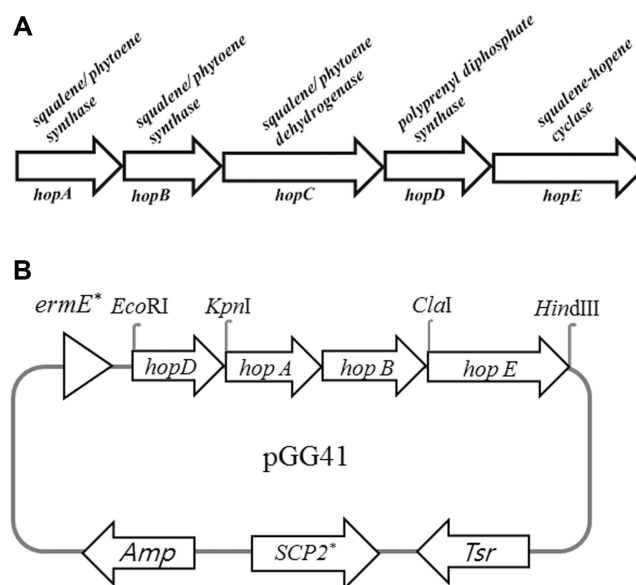 A
squalene/phytoene
synthase
squalene/phytoene
synthase
squalene/phytoene
dehydrogenase
polyprenyl diphosphate
synthase
squalene-hopene
cyclase
hopA
hopB
hopC
hopD
hopE
B
ermE*
EcoRI
KpnI
ClaI
HindIII
hopD
hop A
hop B
hop E
pGG41
Amp
SCP2*
Tsr